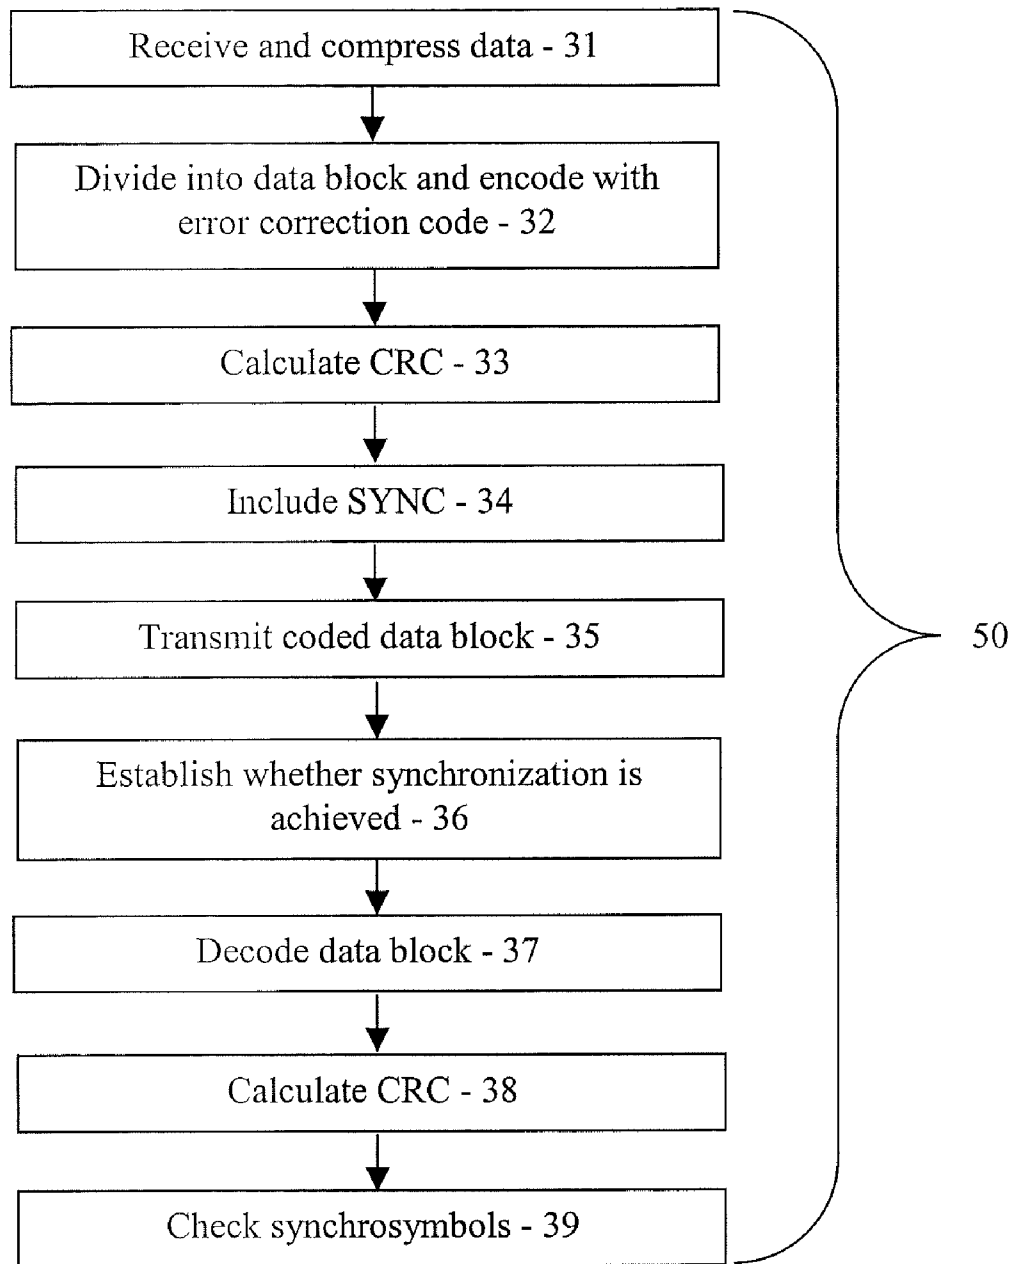 Receive and compress data - 31
Divide into data block and encode with
error correction code - 32
Calculate CRC - 33
Include SYNC - 34
Transmit coded data block - 35
50
Establish whether synchronization is
achieved - 36
Decode data block - 37
Calculate CRC - 38
Check synchrosymbols - 39